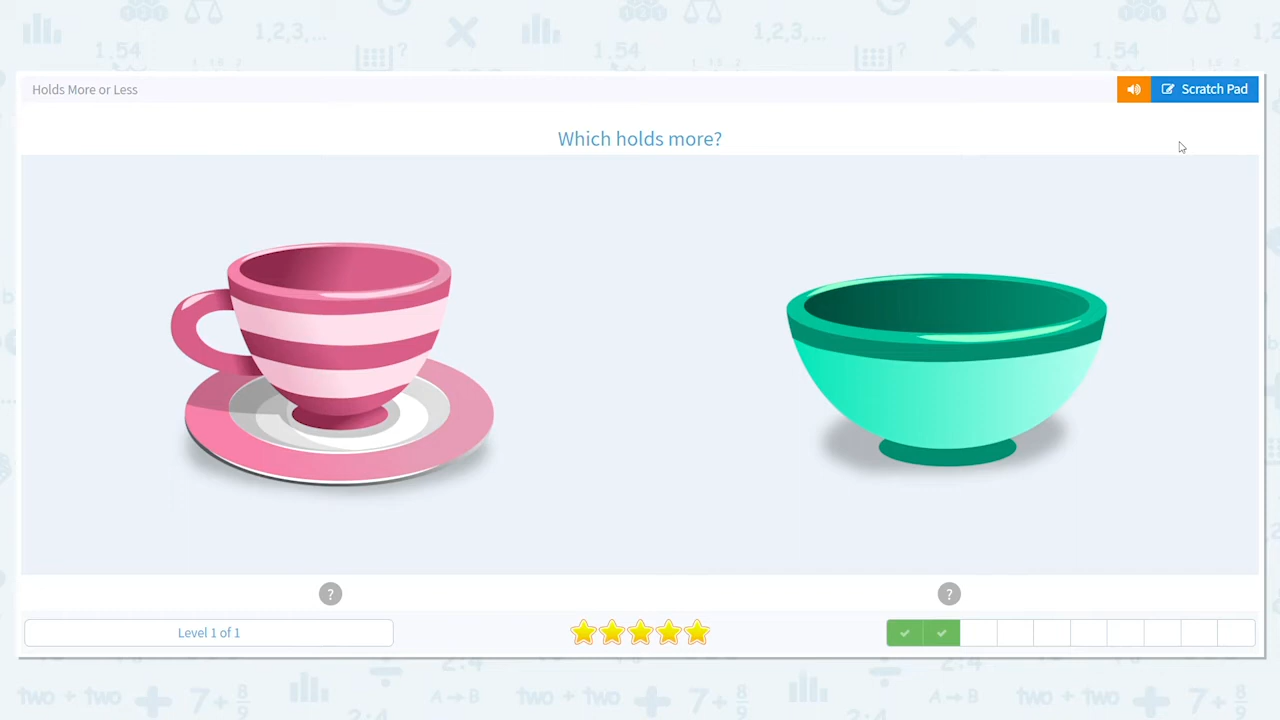 Holds More or Less
Scratch Pad
Which holds more?
?
?
Level 1 of 1